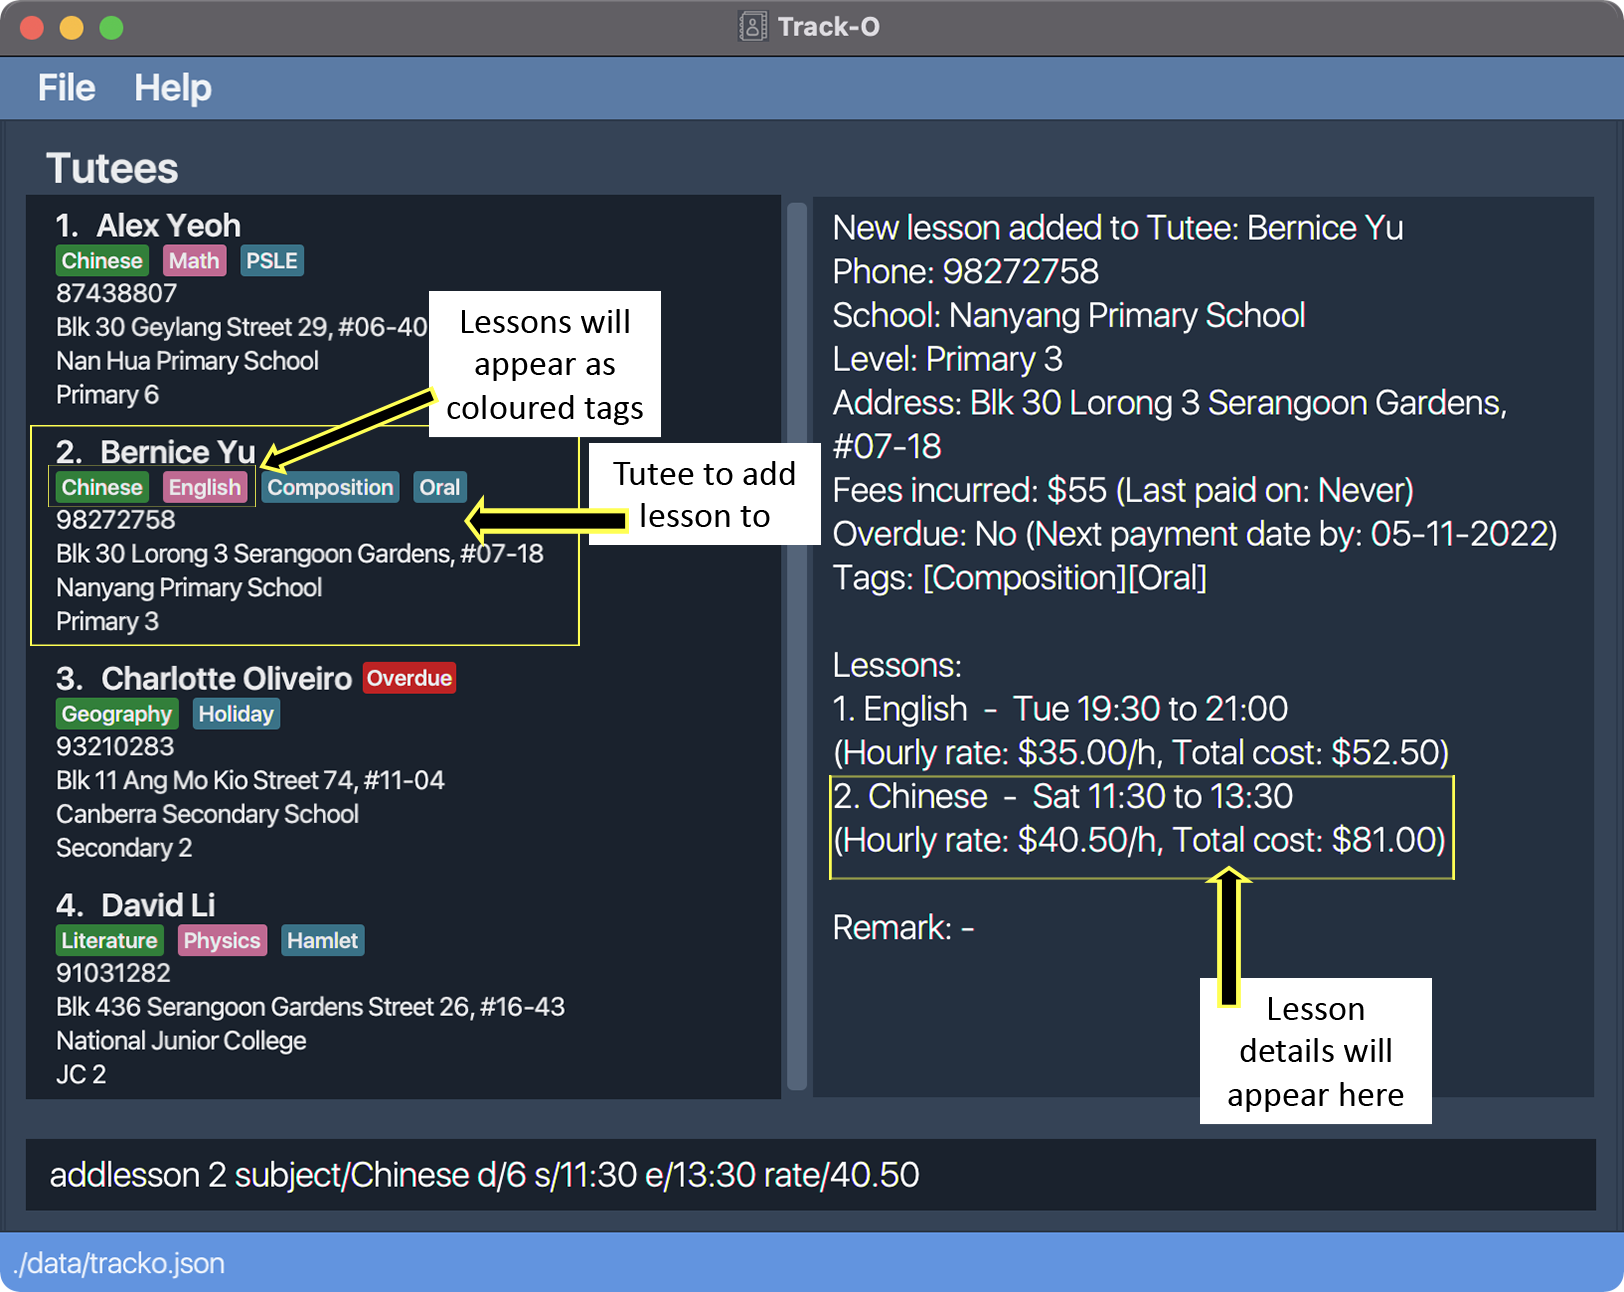 Track-O
File Help
Tutees
1. Alex Yeoh
Chinese Math PSLE
87438807
Blk 30 Geylang Street 29, #06-40
Nan Hua Primary School
Primary 6
Lessons will
appear as
coloured tags
2. Bernice Yu
Chinese English Composition Oral
98272758
Blk 30 Lorong 3 Serangoon Gardens, #07-18
Nanyang Primary School
Primary 3
Tutee to add
lesson to
3. Charlotte Oliveiro Overdue
Geography Holiday
93210283
Blk 11 Ang Mo Kio Street 74, #11-04
Canberra Secondary School
Secondary 2
4. David Li
Literature Physics Hamlet
91031282
Blk 436 Serangoon Gardens Street 26, #16-43
National Junior College
JC 2
New lesson added to Tutee: Bernice Yu
Phone: 98272758
School: Nanyang Primary School
Level: Primary 3
Address: Blk 30 Lorong 3 Serangoon Gardens,
#07-18
Fees incurred: $55 (Last paid on: Never)
Overdue: No (Next payment date by: 05-11-2022)
Tags: [Composition][Oral]
Lessons:
1. English - Tue 19:30 to 21:00
(Hourly rate: $35.00/h, Total cost: $52.50)
2. Chinese - Sat 11:30 to 13:30
(Hourly rate: $40.50/h, Total cost: $81.00)
Remark: -
Lesson
details will
appear here
addlesson 2 subject/Chinese d/6 s/11:30 e/13:30 rate/40.50
./data/tracko.json